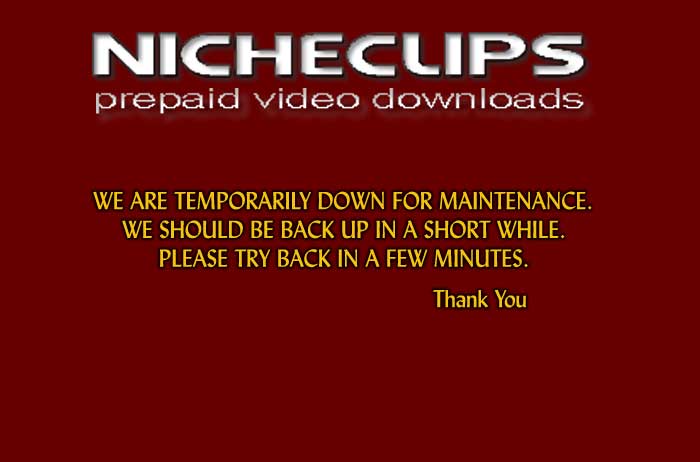 NICHECLIPS
prepaid video downloads
WE ARE TEMPORARILY DOWN FOR MAINTENANCE.
WE SHOULD BE BACK UP IN A SHORT WHILE.
PLEASE TRY BACK IN A FEW MINUTES.
Thank You